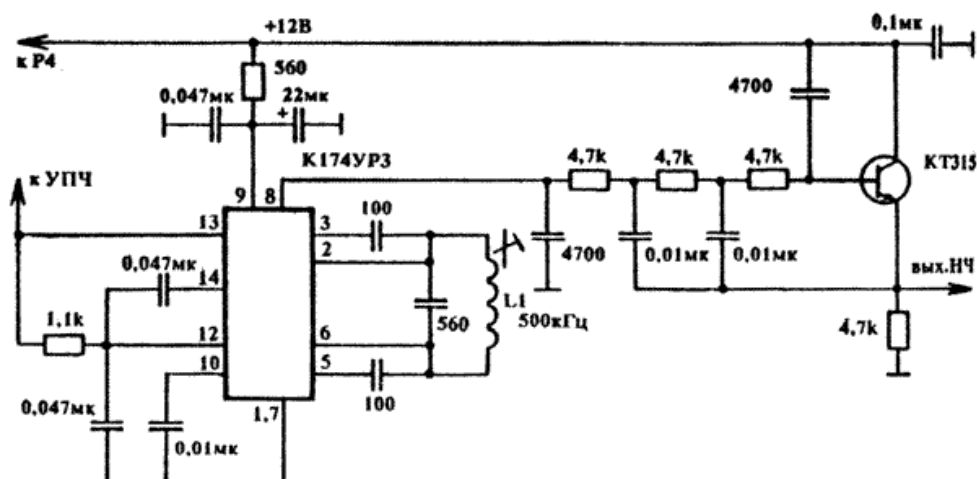 +12В
0,1мк
к Р4
560
4700
0,047мк
22мк
+
К174УРЗ
4,7k
4,7k
4,7k
КТ315
к УПЧ
9
8
13
3
100
2
0,047мк
14
4700
0,01мк
0,01мк
вых.НЧ
L1
500кГц
1,1k
12
6
560
4,7k
10
5
0,047мк
0,01мк
1,7
100